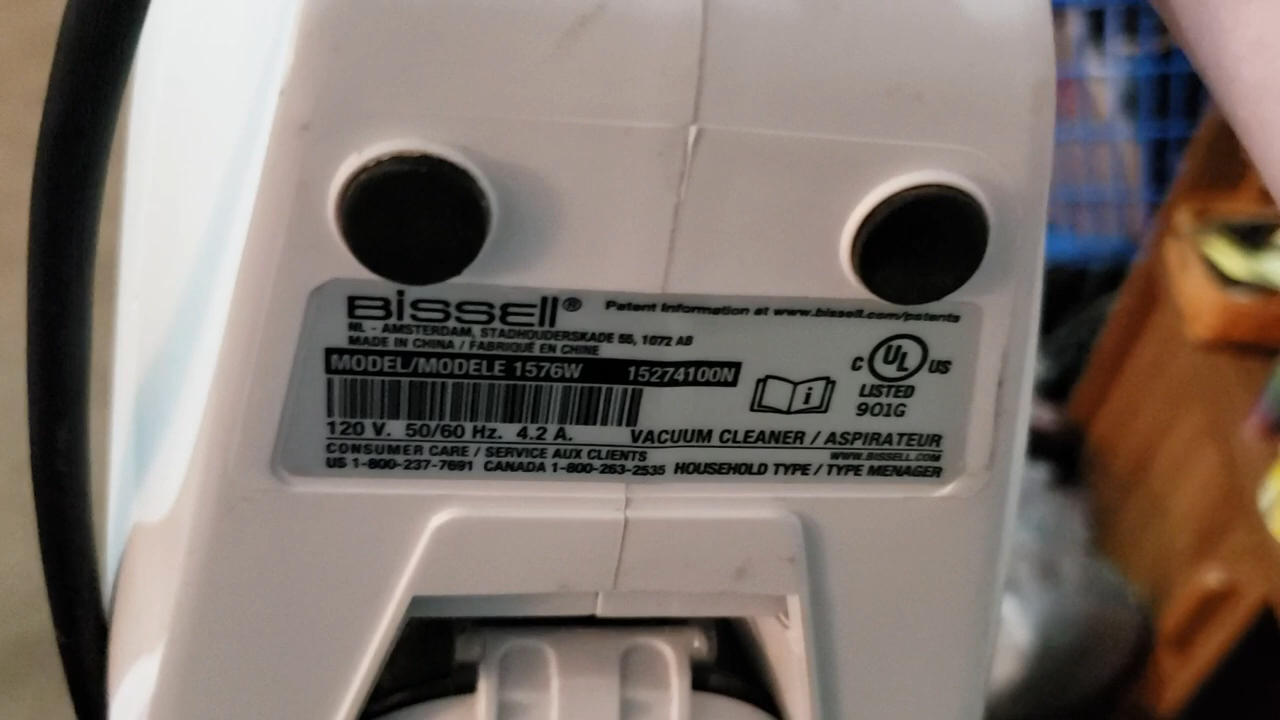 BISSELL® Patent Information at www.bissell.com/patents
NL - AMSTERDAM, STADHOUDERSKADE 55, 1072 AB
MADE IN CHINA / FABRIQUÉ EN CHINE
MODEL/MODELE 1576W 15274100N
C UL US
LISTED
901G
120 V. 50/60 Hz. 4.2 A. VACUUM CLEANER / ASPIRATEUR
CONSUMER CARE / SERVICE AUX CLIENTS WWW.BISSELL.COM
US 1-800-237-7691 CANADA 1-800-263-2535 HOUSEHOLD TYPE / TYPE MENAGER